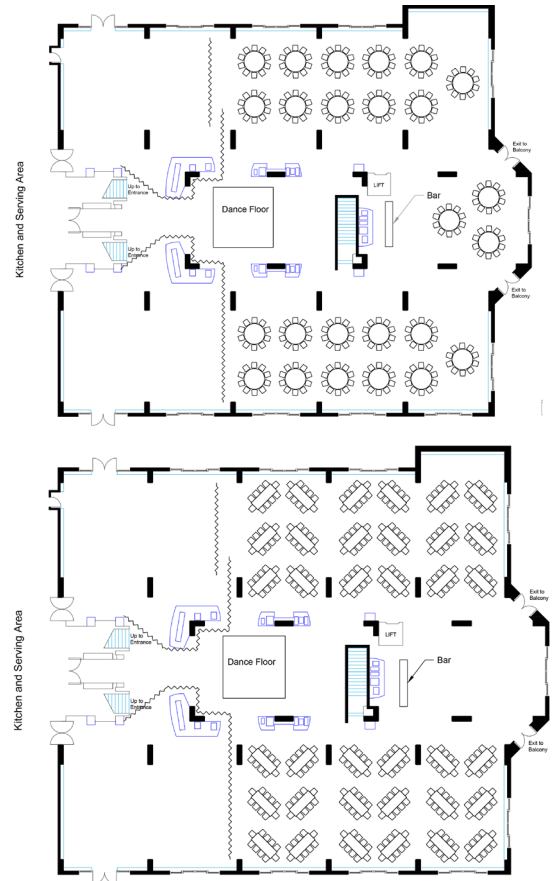 Exit to
Balcony
Kitchen and Serving Area
Up to
Entrance
LIFT
Bar
Dance Floor
Up to
Entrance
Exit to
Balcony
Exit to
Balcony
Kitchen and Serving Area
Up to
Entrance
LIFT
Bar
Dance Floor
Up to
Entrance
Exit to
Balcony